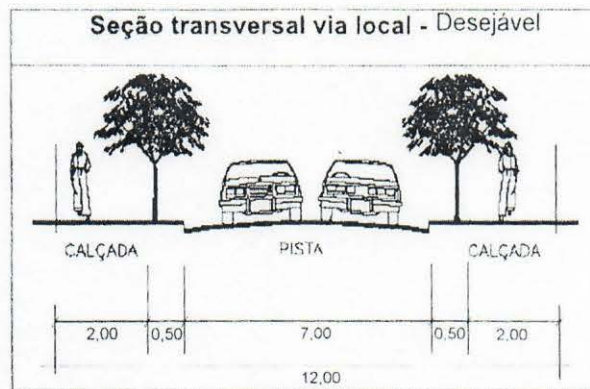 Seção transversal via local - Desejável
CALÇADA PISTA CALÇADA
2,00 0,50 7,00 0,50 2,00
12,00